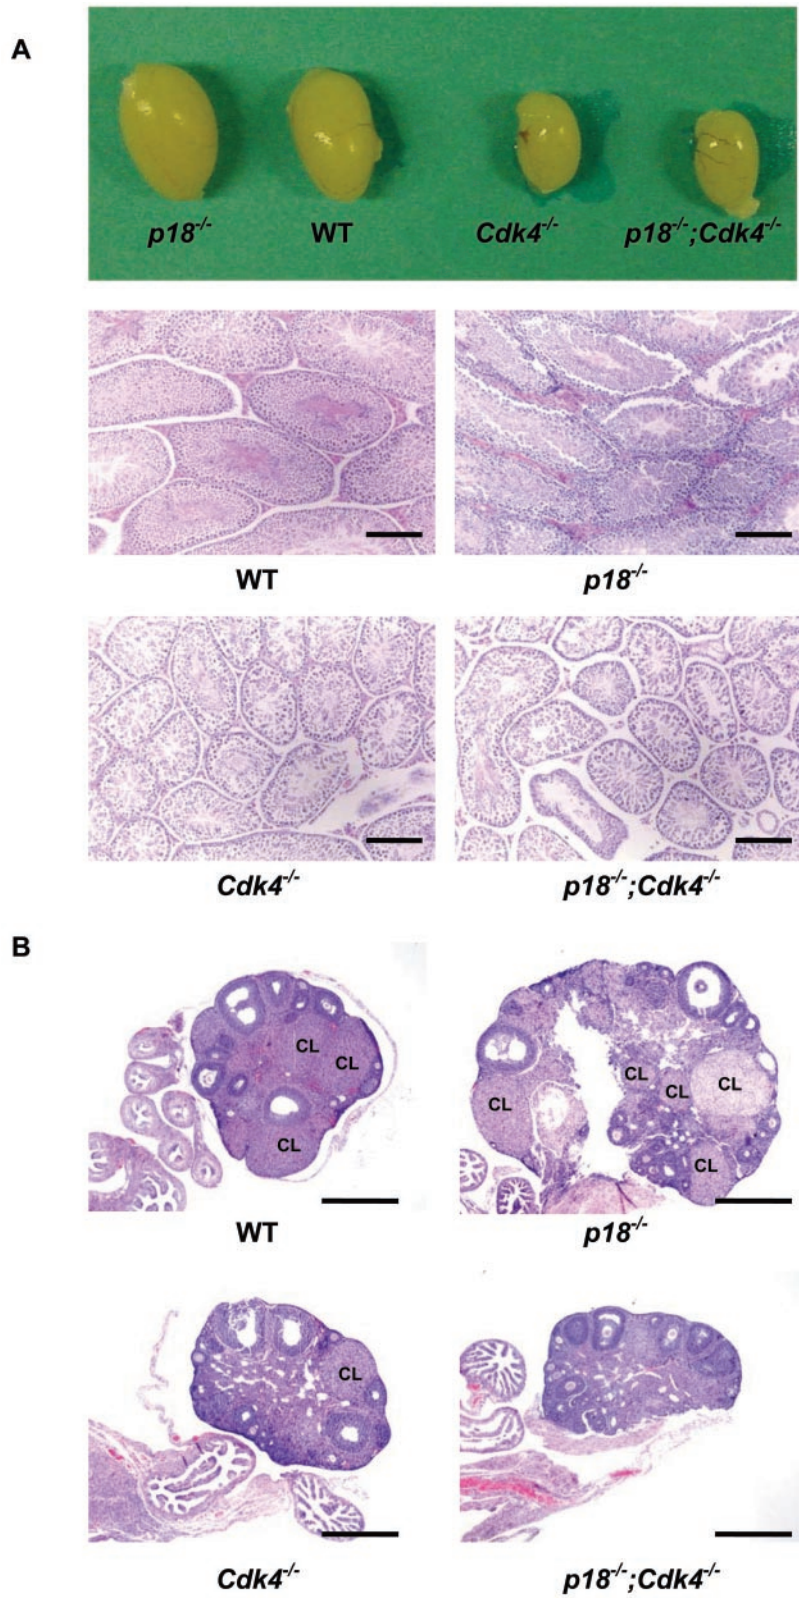 A
p18-/- WT Cdk4-/- p18-/-;Cdk4-/-
WT p18-/-
Cdk4-/- p18-/-;Cdk4-/-
B
CL CL CL CL CL CL CL CL
WT p18-/-
CL
Cdk4-/- p18-/-;Cdk4-/-